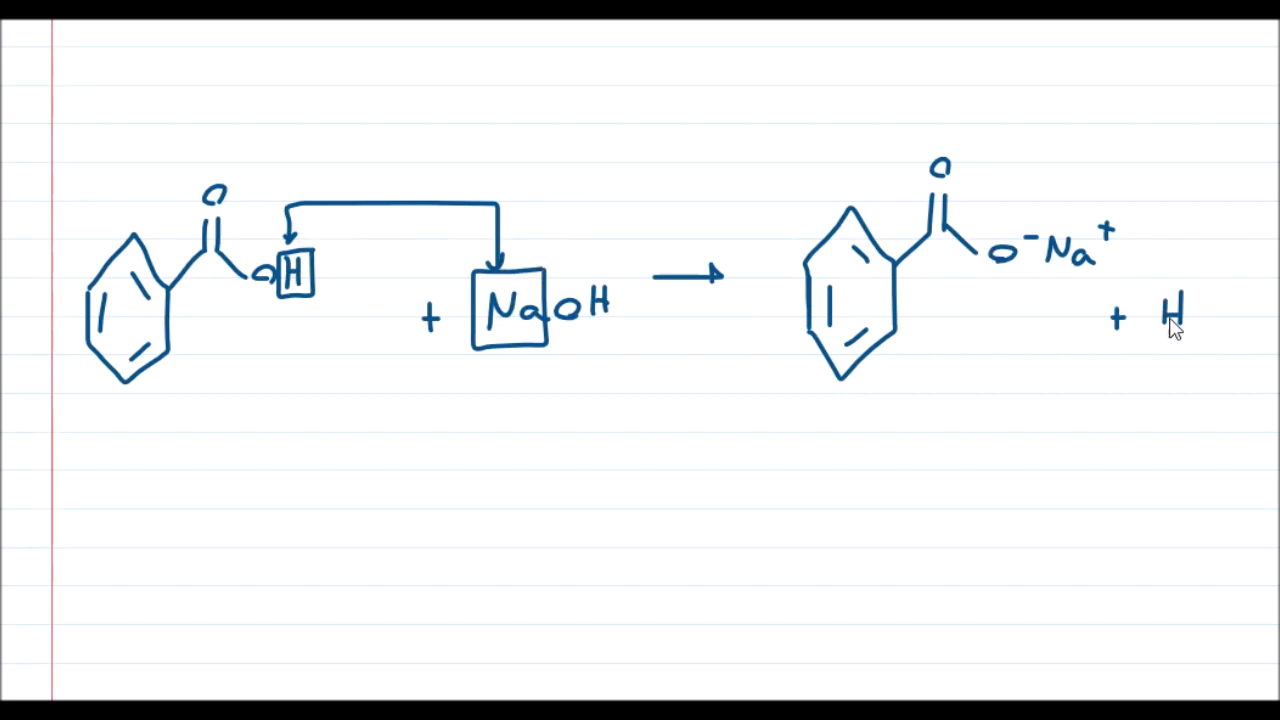 O OH + NaOH → O O⁻Na⁺
+ H